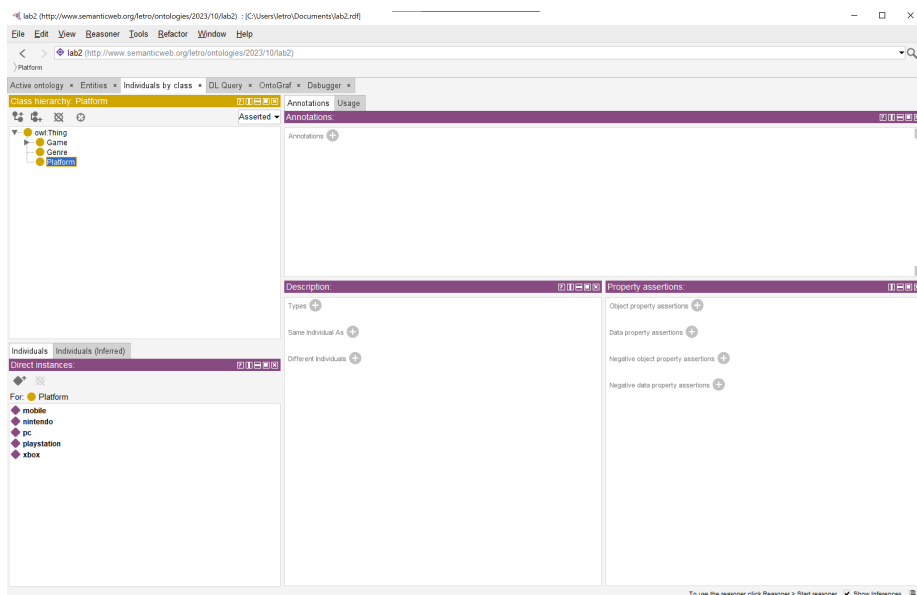 lab2 (http://www.semanticweb.org/letro/ontologies/2023/10/lab2) : [C:\Users\letro\Documents\lab2.rdf]
File Edit View Reasoner Tools Refactor Window Help
lab2 (http://www.semanticweb.org/letro/ontologies/2023/10/lab2)
Platform
Active ontology × Entities × Individuals by class × DL Query × OntoGraf × Debugger ×
Class hierarchy: Platform
Asserted
owl:Thing
Game
Genre
Platform
Annotations Usage
Annotations:
Annotations
Individuals Individuals (Inferred)
Direct instances:
For: Platform
mobile
nintendo
pc
playstation
xbox
Description:
Types
Same Individual As
Different Individuals
Property assertions:
Object property assertions
Data property assertions
Negative object property assertions
Negative data property assertions
To use the reasoner click Reasoner > Start reasoner Show Inferences